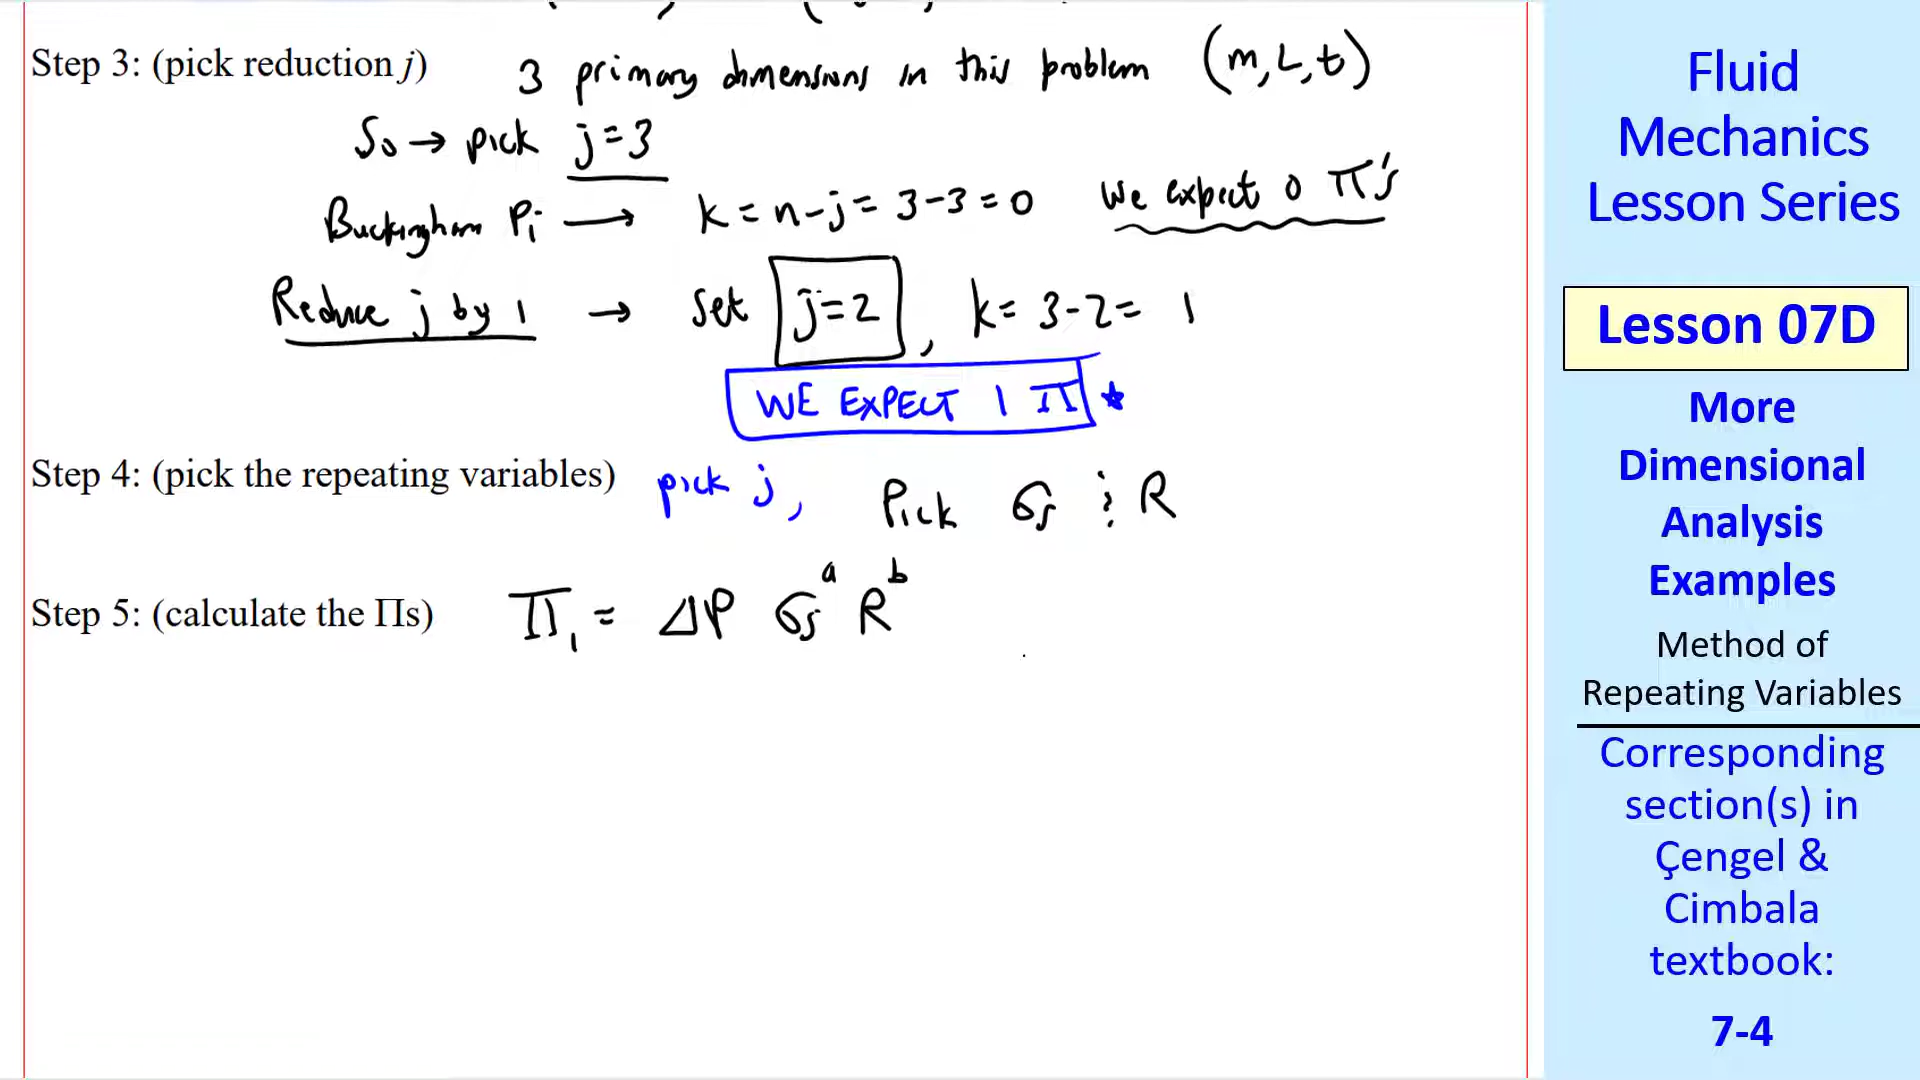 Step 3: (pick reduction j) 3 primary dimensions in this problem (m, L, t)
So → pick j=3
Buckingham Pi → k = n-j = 3-3 = 0 We expect 0 Π's
Reduce j by 1 → set j=2, k= 3-2= 1
WE EXPECT 1 Π ★
Step 4: (pick the repeating variables) pick j, Pick σs & R
Step 5: (calculate the Πs) Π₁ = ΔP σsᵃ Rᵇ
Fluid
Mechanics
Lesson Series
Lesson 07D
More
Dimensional
Analysis
Examples
Method of
Repeating Variables
Corresponding
section(s) in
Çengel &
Cimbala
textbook:
7-4